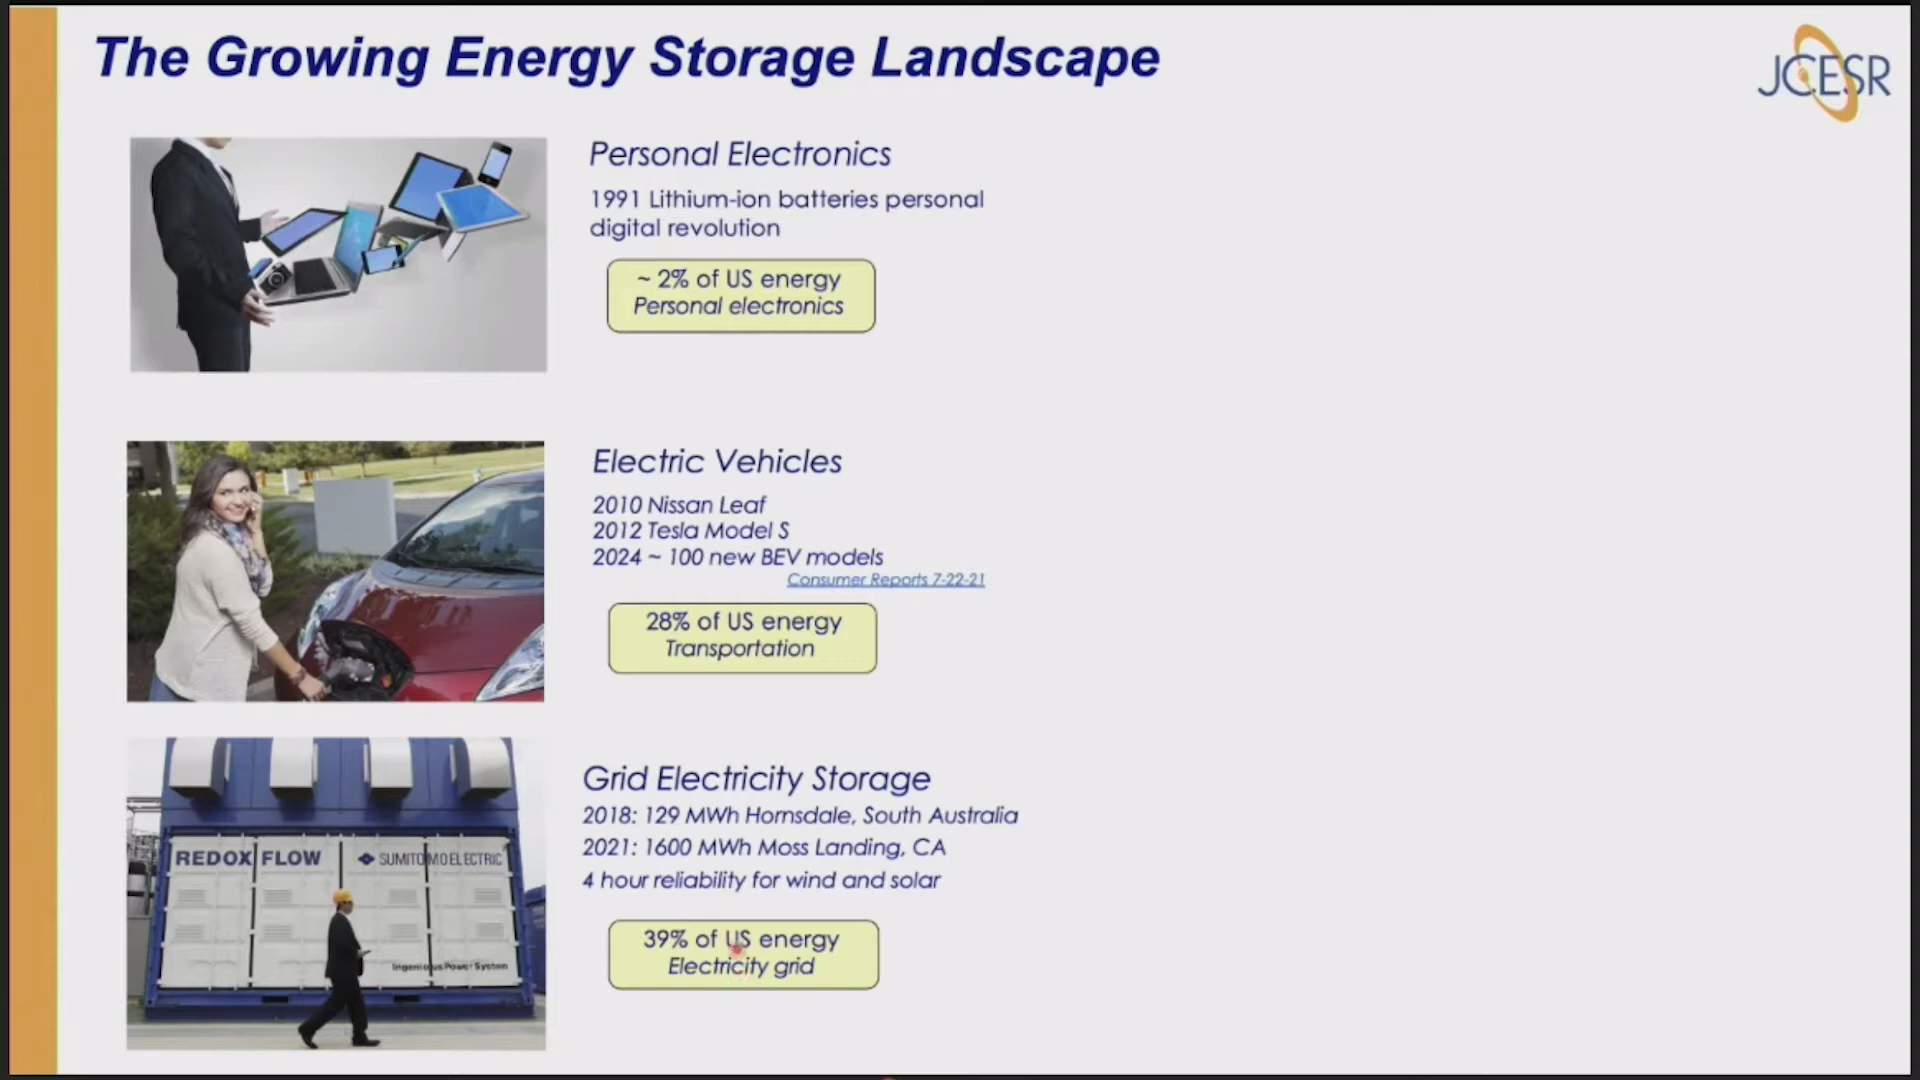 The Growing Energy Storage Landscape
JCESR
Personal Electronics
1991 Lithium-ion batteries personal
digital revolution
~ 2% of US energy
Personal electronics
Electric Vehicles
2010 Nissan Leaf
2012 Tesla Model S
2024 ~ 100 new BEV models
Consumer Reports 7-22-21
28% of US energy
Transportation
REDOX FLOW
SUMITOMO ELECTRIC
Ingenious Power System
Grid Electricity Storage
2018: 129 MWh Hornsdale, South Australia
2021: 1600 MWh Moss Landing, CA
4 hour reliability for wind and solar
39% of US energy
Electricity grid